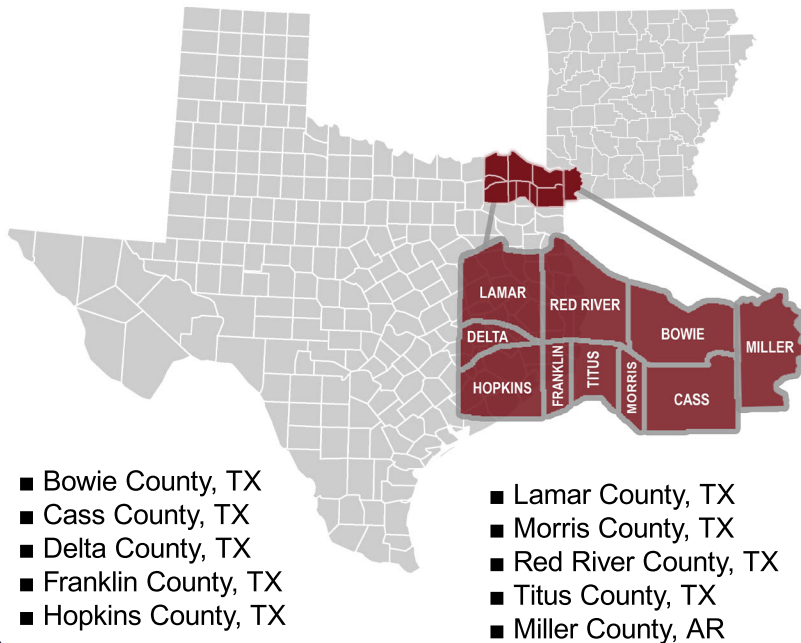 LAMAR
RED RIVER
BOWIE
MILLER
DELTA
HOPKINS
FRANKLIN
TITUS
MORRIS
CASS
■ Bowie County, TX
■ Cass County, TX
■ Delta County, TX
■ Franklin County, TX
■ Hopkins County, TX
■ Lamar County, TX
■ Morris County, TX
■ Red River County, TX
■ Titus County, TX
■ Miller County, AR